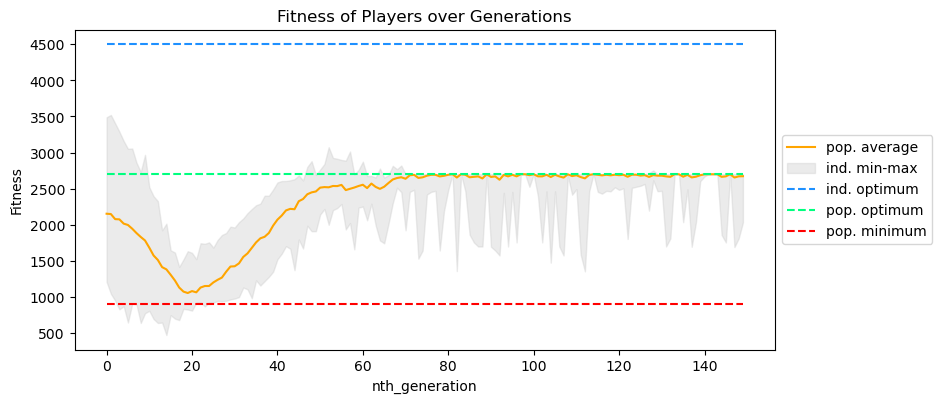 Fitness of Players over Generations
Fitness
4500
4000
3500
3000
2500
2000
1500
1000
500
0
20
40
60
80
100
120
140
nth_generation
pop. average
ind. min-max
ind. optimum
pop. optimum
pop. minimum